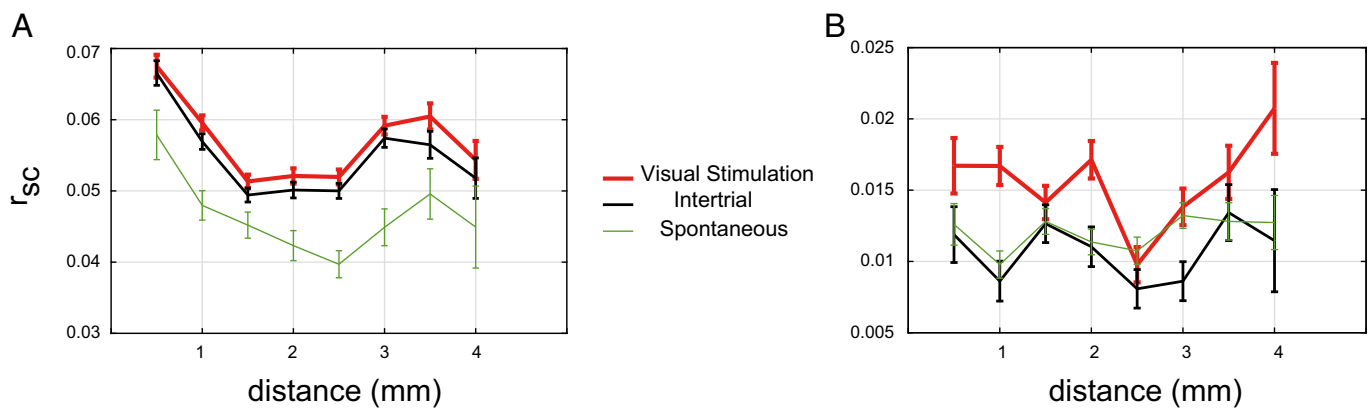 A
0.07
0.06
0.05
0.04
0.03
r_sc
1
2
3
4
distance (mm)
Visual Stimulation
Intertrial
Spontaneous
B
0.025
0.02
0.015
0.01
0.005
1
2
3
4
distance (mm)